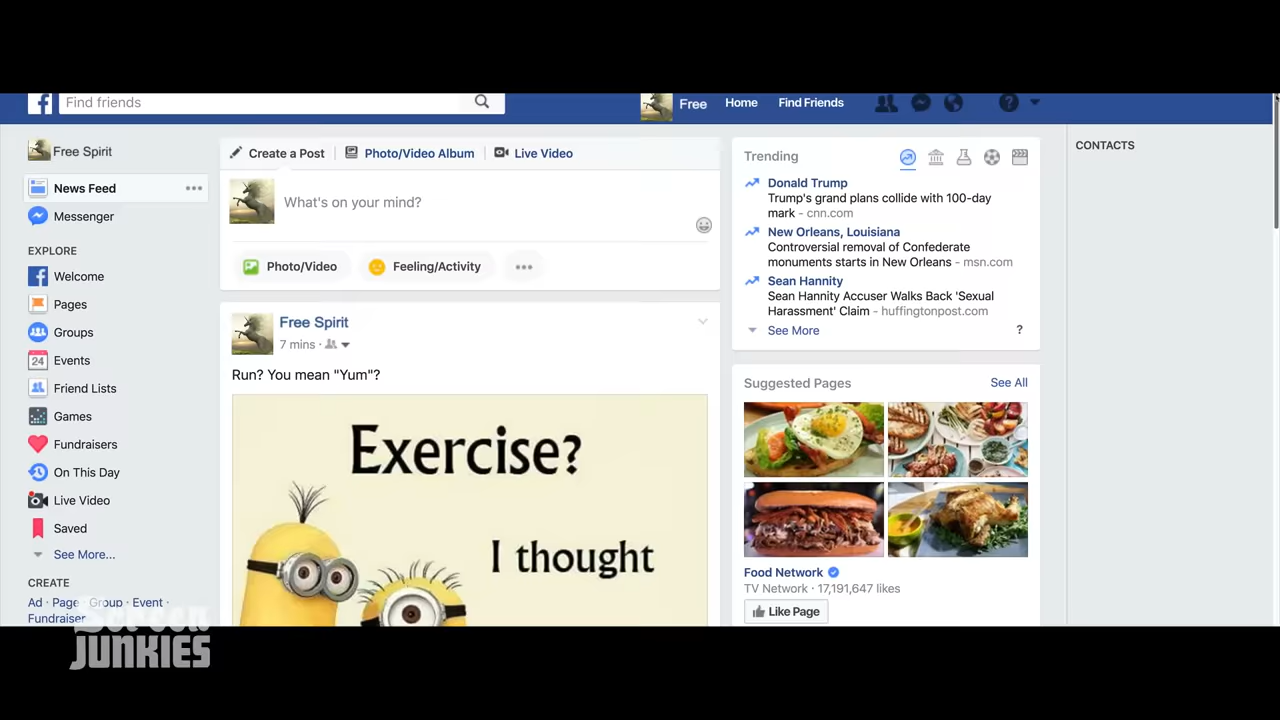 Find friends
Free
Home
Find Friends
Free Spirit
News Feed
Messenger
EXPLORE
Welcome
Pages
Groups
24
Events
Friend Lists
Games
Fundraisers
On This Day
Live Video
Saved
See More...
CREATE
Ad · Page · Group · Event ·
Fundraiser
Create a Post
Photo/Video Album
Live Video
What's on your mind?
Photo/Video
Feeling/Activity
Free Spirit
7 mins ·
Run? You mean "Yum"?
Exercise?
I thought
Trending
Donald Trump
Trump's grand plans collide with 100-day
mark - cnn.com
New Orleans, Louisiana
Controversial removal of Confederate
monuments starts in New Orleans - msn.com
Sean Hannity
Sean Hannity Accuser Walks Back 'Sexual
Harassment' Claim - huffingtonpost.com
See More
?
Suggested Pages
See All
Food Network
TV Network · 17,191,647 likes
Like Page
CONTACTS
Screen
JUNKIES